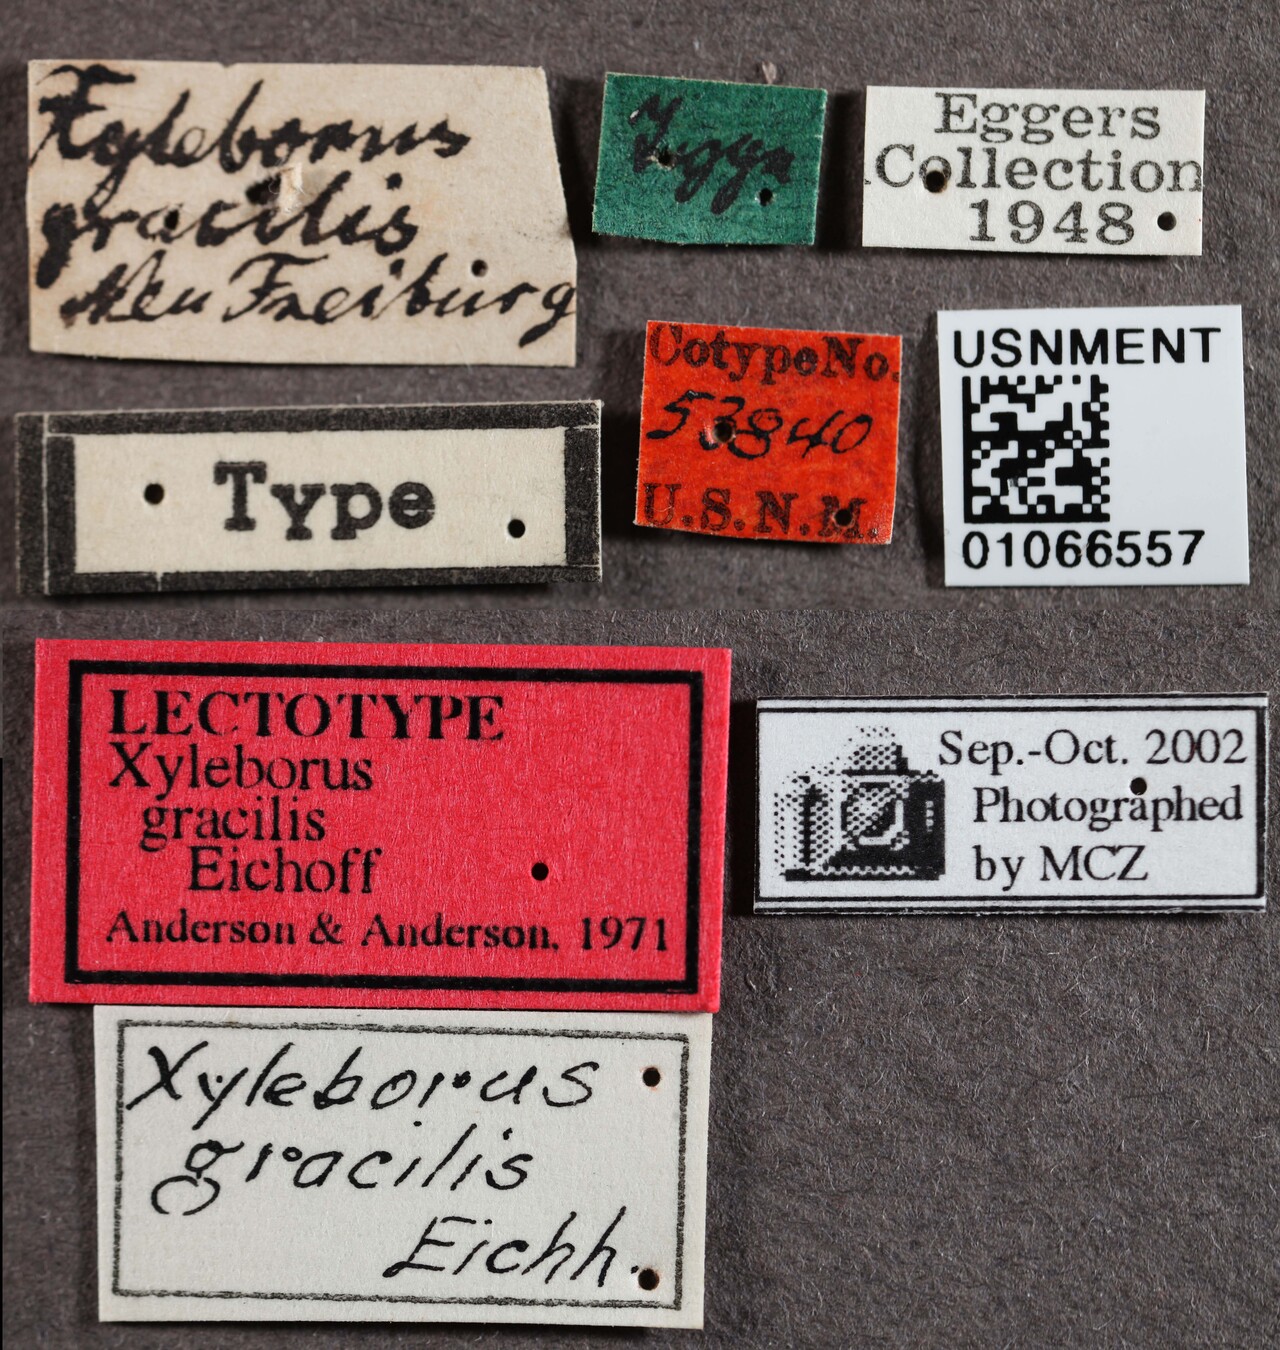 Xyleborus
gracilis
Neu Freiburg
Eggers
Collection
1948
Type
Cotype No.
53840
U.S.N.M.
USNMENT
01066557
LECTOTYPE
Xyleborus
gracilis
Eichoff
Anderson & Anderson, 1971
Sep.-Oct. 2002
Photographed
by MCZ
Xyleborus
gracilis
Eichh.